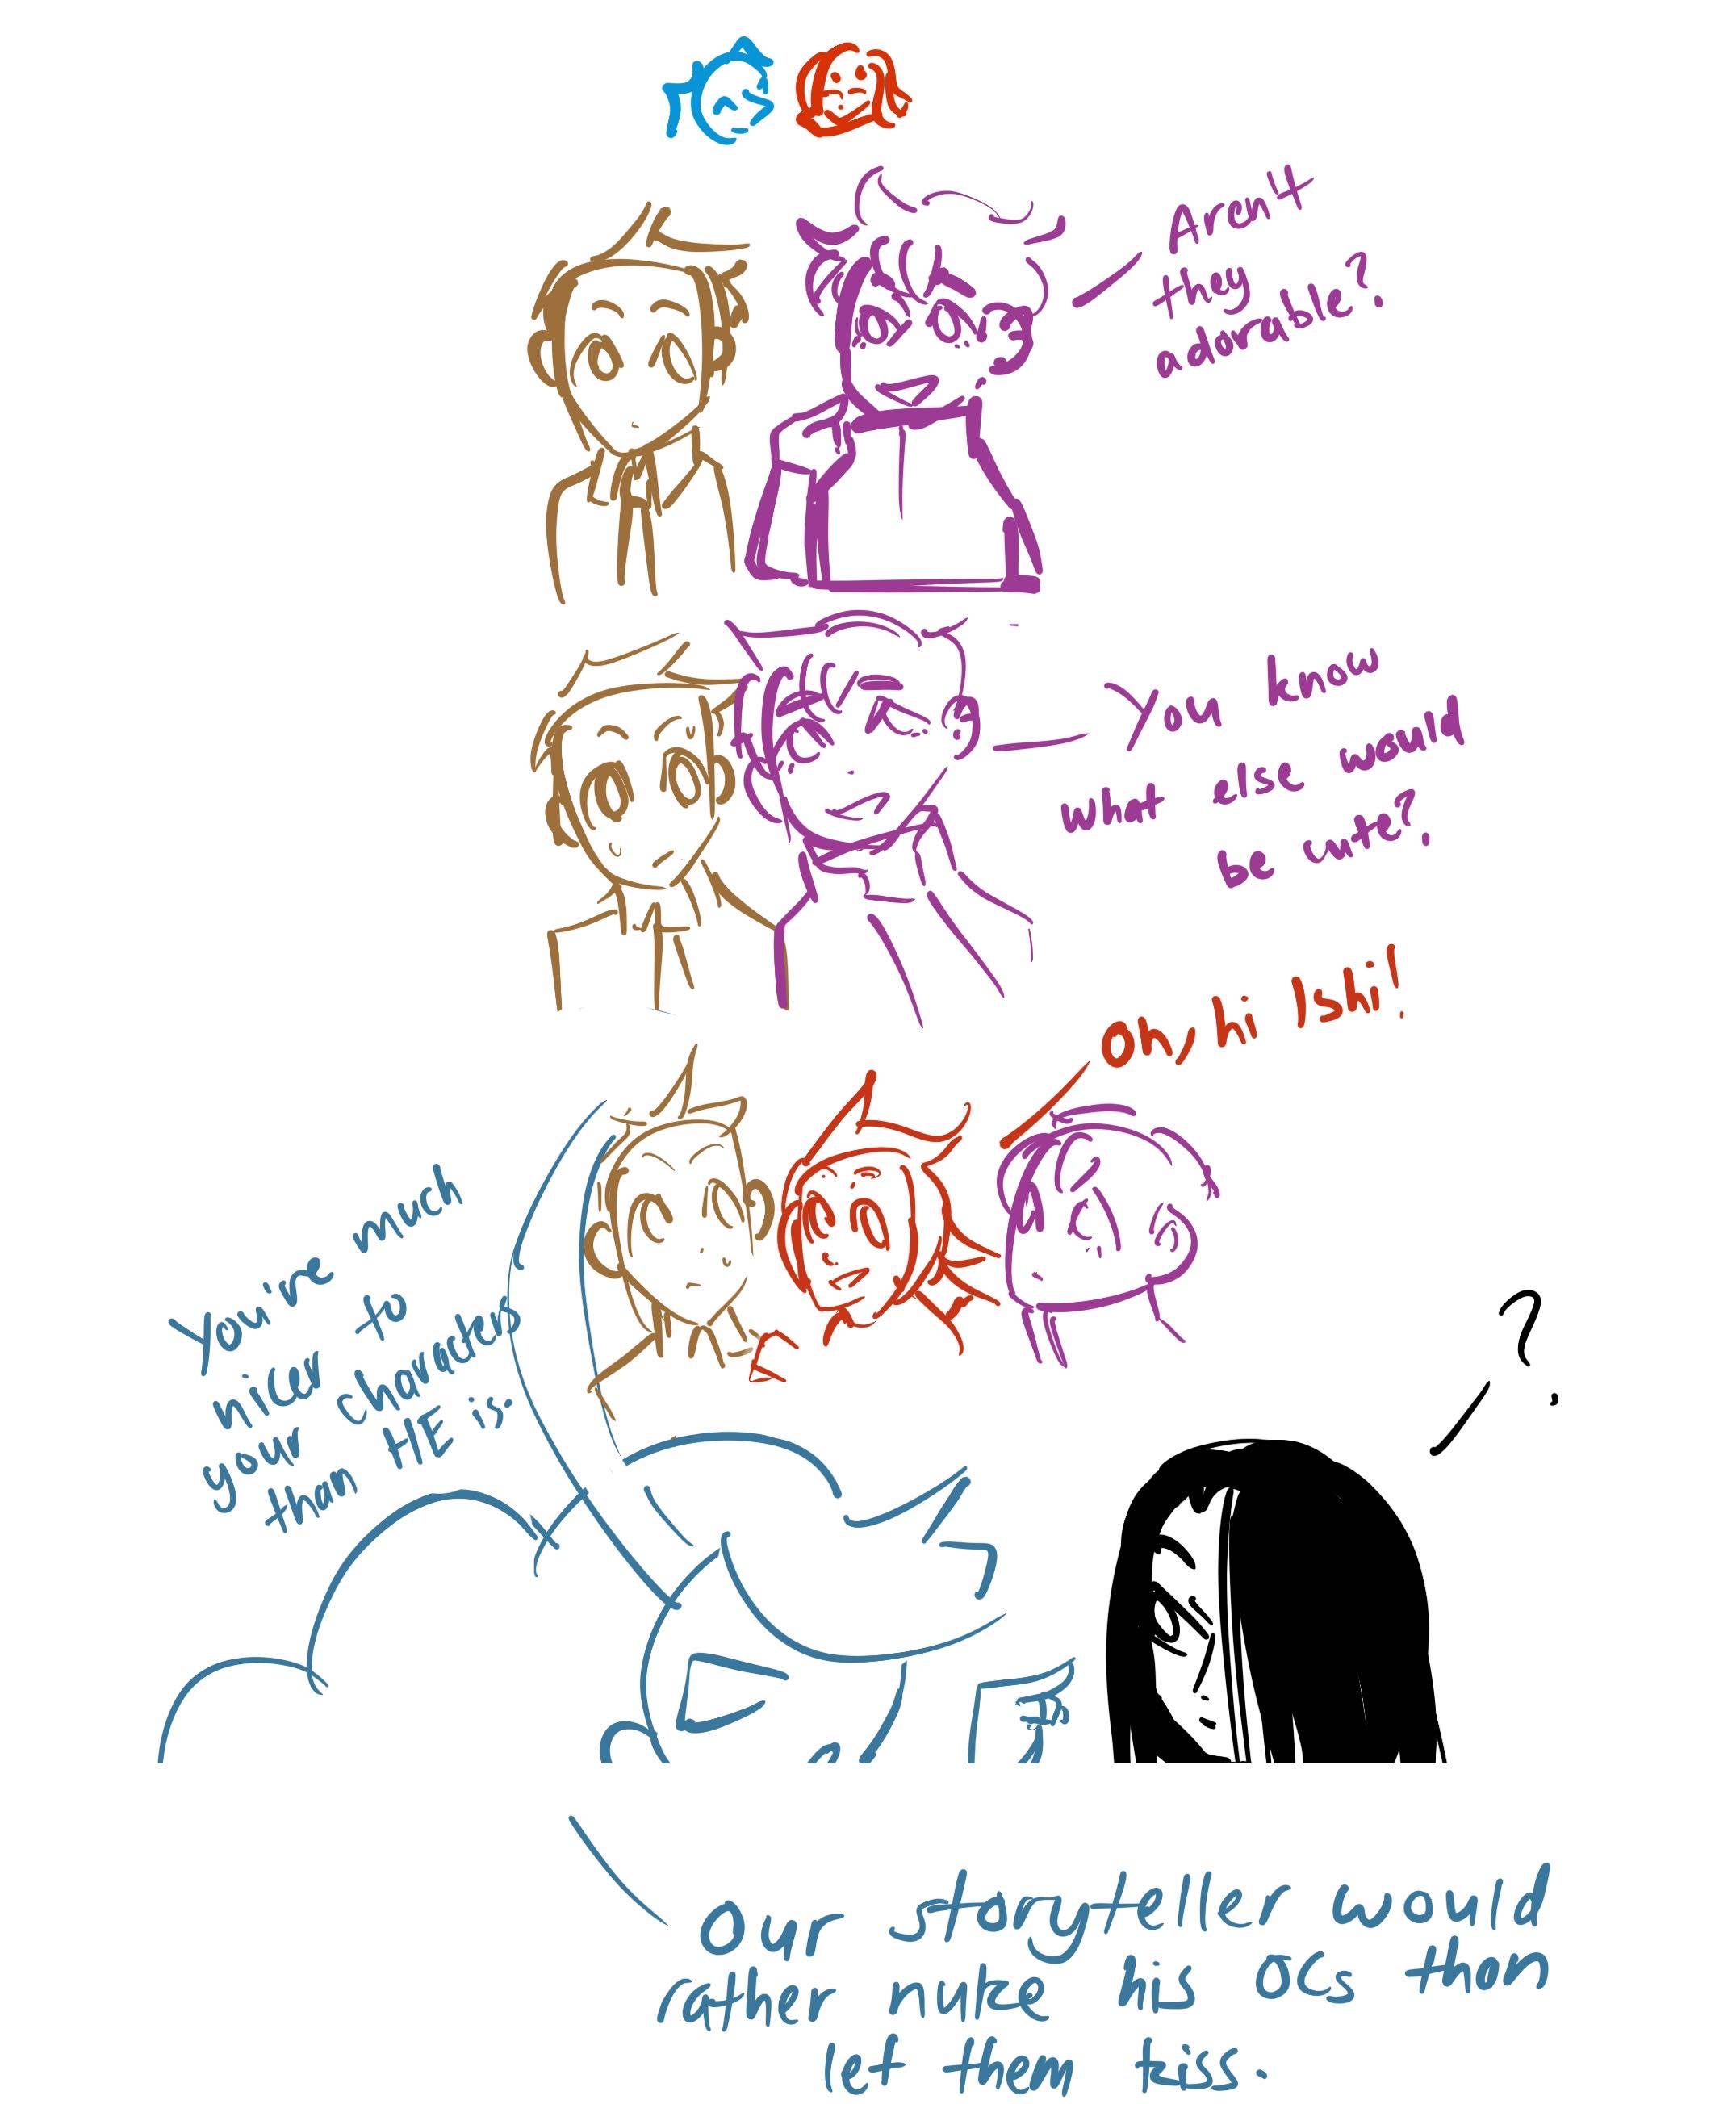 Aren't
they
adorable?
You know
what else would
be cute?
Oh, hi Ishi!
You're much
nicer to
your characters
than HE is.
?
Our storyteller would
rather nuke his OCs than
let them kiss.